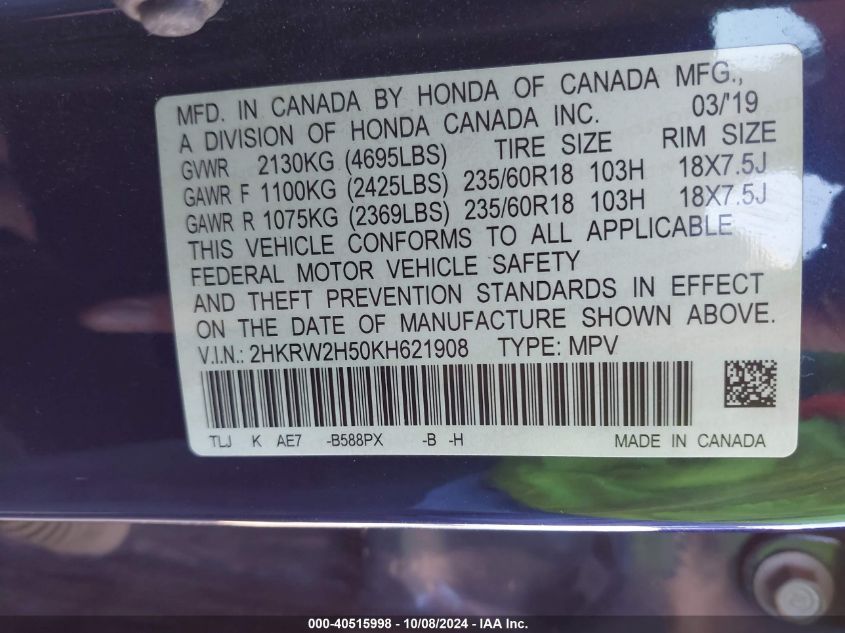 MFD. IN CANADA BY HONDA OF CANADA MFG.,
A DIVISION OF HONDA CANADA INC. 03/'19
GVWR 2130KG (4695LBS) TIRE SIZE RIM SIZE
GAWR F 1100KG (2425LBS) 235/60R18 103H 18X7.5J
GAWR R 1075KG (2369LBS) 235/60R18 103H 18X7.5J
THIS VEHICLE CONFORMS TO ALL APPLICABLE
FEDERAL MOTOR VEHICLE SAFETY
AND THEFT PREVENTION STANDARDS IN EFFECT
ON THE DATE OF MANUFACTURE SHOWN ABOVE.
V.I.N.: 2HKRW2H50KH621908 TYPE: MPV
TLJ K AE7 -B588PX -B -H MADE IN CANADA
000-40515998 - 10/08/2024 - IAA Inc.